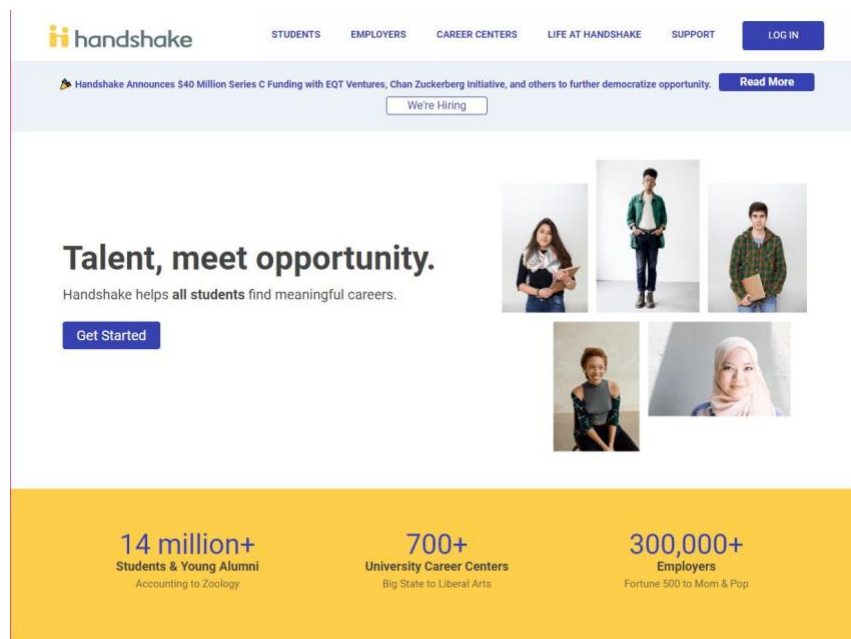 handshake
STUDENTS EMPLOYERS CAREER CENTERS LIFE AT HANDSHAKE SUPPORT LOG IN
Handshake Announces $40 Million Series C Funding with EQT Ventures, Chan Zuckerberg Initiative, and others to further democratize opportunity. Read More
We're Hiring
Talent, meet opportunity.
Handshake helps all students find meaningful careers.
Get Started
14 million+ 700+ 300,000+
Students & Young Alumni University Career Centers Employers
Accounting to Zoology Big State to Liberal Arts Fortune 500 to Mom & Pop